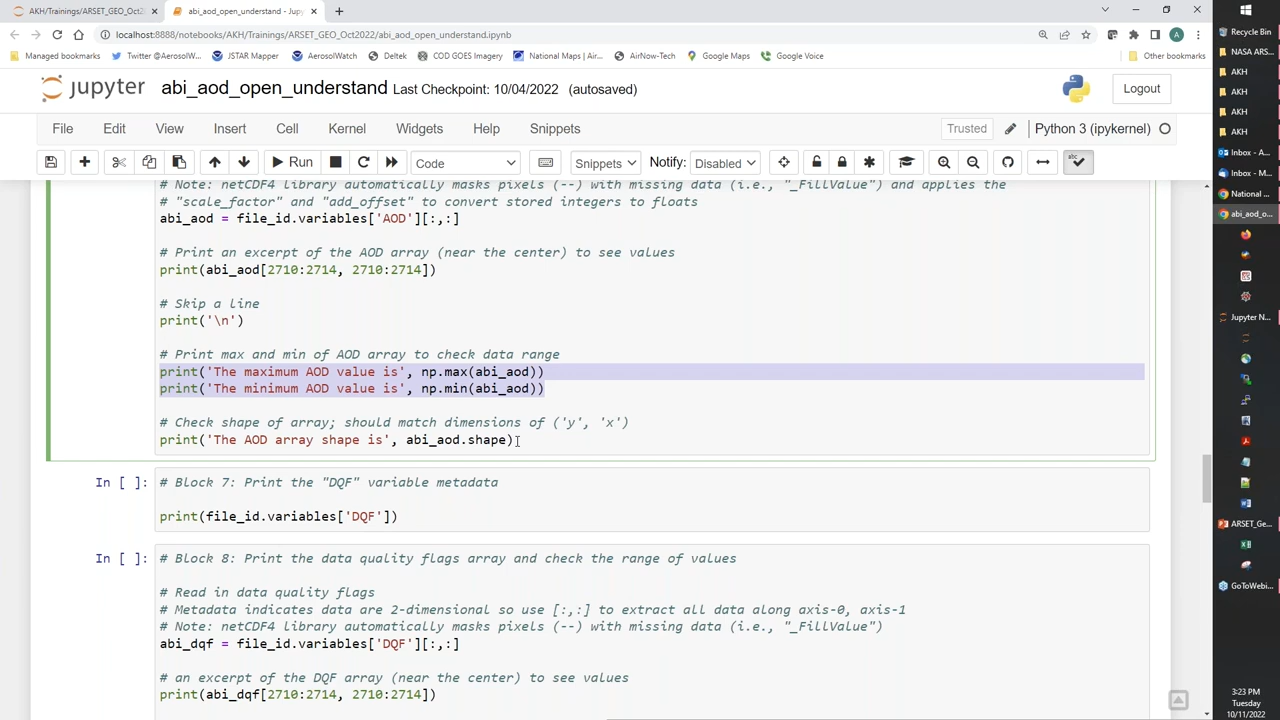 AKH/Trainings/ARSET_GEO_Oct2022/
abi_aod_open_understand - Jupy
localhost:8888/notebooks/AKH/Trainings/ARSET_GEO_Oct2022/abi_aod_open_understand.ipynb
Managed bookmarks
Twitter @AerosolWat...
JSTAR Mapper
AerosolWatch
Deltek
COD GOES Imagery
National Maps | Air...
AirNow-Tech
Google Maps
Google Voice
Other bookmarks
jupyter abi_aod_open_understand Last Checkpoint: 10/04/2022 (autosaved)
Logout
File Edit View Insert Cell Kernel Widgets Help Snippets
Trusted
Python 3 (ipykernel)
Run
Code
Snippets
Notify:
Disabled
abc
# Note: netCDF4 library automatically masks pixels (--) with missing data (i.e., "_FillValue") and applies the
# "scale_factor" and "add_offset" to convert stored integers to floats
abi_aod = file_id.variables['AOD'][:,:]
# Print an excerpt of the AOD array (near the center) to see values
print(abi_aod[2710:2714, 2710:2714])
# Skip a line
print('\n')
# Print max and min of AOD array to check data range
print('The maximum AOD value is', np.max(abi_aod))
print('The minimum AOD value is', np.min(abi_aod))
# Check shape of array; should match dimensions of ('y', 'x')
print('The AOD array shape is', abi_aod.shape)
In [ ]:
# Block 7: Print the "DQF" variable metadata
print(file_id.variables['DQF'])
In [ ]:
# Block 8: Print the data quality flags array and check the range of values
# Read in data quality flags
# Metadata indicates data are 2-dimensional so use [:,:] to extract all data along axis-0, axis-1
# Note: netCDF4 library automatically masks pixels (--) with missing data (i.e., "_FillValue")
abi_dqf = file_id.variables['DQF'][:,:]
# an excerpt of the DQF array (near the center) to see values
print(abi_dqf[2710:2714, 2710:2714])
A
Recycle Bin
NASA ARS...
AKH
AKH
AKH
AKH
Inbox - A...
Inbox - M...
National ...
abi_aod_o...
Jupyter N...
ARSET_Ge...
GoToWebi...
3:23 PM
Tuesday
10/11/2022